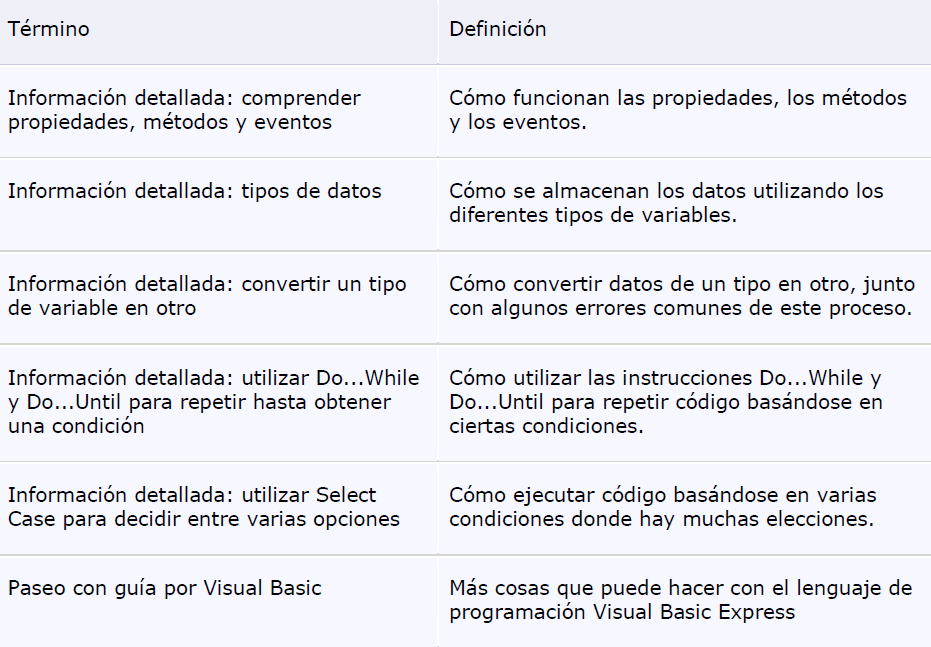 Término
Definición
Información detallada: comprender
propiedades, métodos y eventos
Cómo funcionan las propiedades, los métodos
y los eventos.
Información detallada: tipos de datos
Cómo se almacenan los datos utilizando los
diferentes tipos de variables.
Información detallada: convertir un tipo
de variable en otro
Cómo convertir datos de un tipo en otro, junto
con algunos errores comunes de este proceso.
Información detallada: utilizar Do...While
y Do...Until para repetir hasta obtener
una condición
Cómo utilizar las instrucciones Do...While y
Do...Until para repetir código basándose en
ciertas condiciones.
Información detallada: utilizar Select
Case para decidir entre varias opciones
Cómo ejecutar código basándose en varias
condiciones donde hay muchas elecciones.
Paseo con guía por Visual Basic
Más cosas que puede hacer con el lenguaje de
programación Visual Basic Express